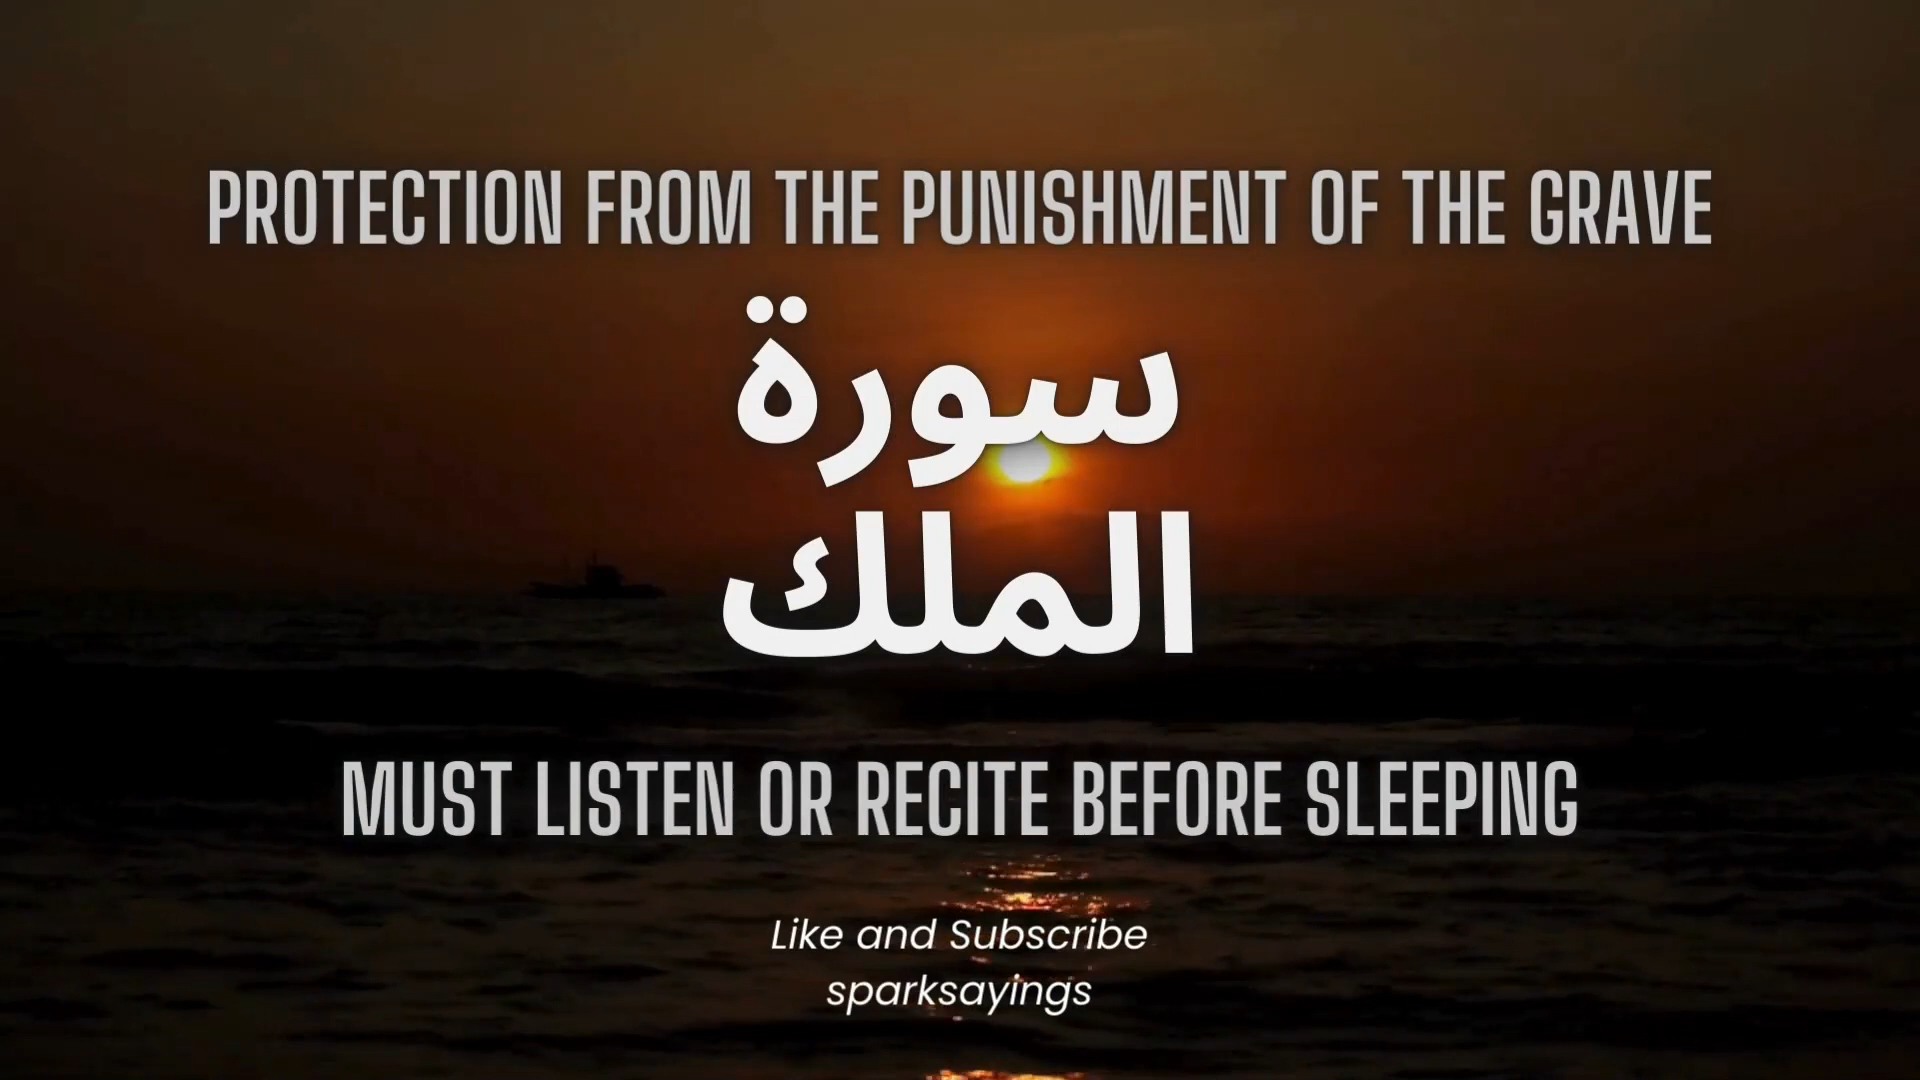 PROTECTION FROM THE PUNISHMENT OF THE GRAVE
سورة
الملك
MUST LISTEN OR RECITE BEFORE SLEEPING
Like and Subscribe
sparksayings